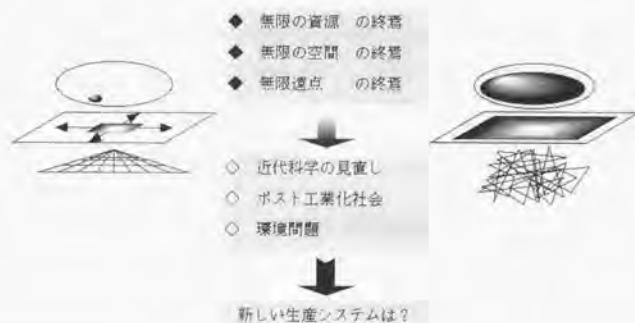 ◆ 無限の資源 の終焉
◆ 無限の空間 の終焉
◆ 無限遠点 の終焉
◇ 近代科学の見直し
◇ ポスト工業化社会
◇ 環境問題
新しい生産システムは？